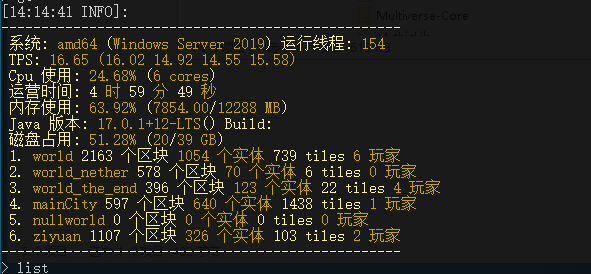 [14:14:41 INFO]:
Multiverse-Core
------------------------------------------------
系统: amd64 (Windows Server 2019) 运行线程: 154
TPS: 16.65 (16.02 14.92 14.55 15.58)
Cpu 使用: 24.68% (6 cores)
运营时间: 4 时 59 分 49 秒
内存使用: 63.92% (7854.00/12288 MB)
Java 版本: 17.0.1+12-LTS() Build:
磁盘占用: 51.28% (20/39 GB)
1. world 2163 个区块 1054 个实体 739 tiles 6 玩家
2. world_nether 578 个区块 70 个实体 6 tiles 0 玩家
3. world_the_end 396 个区块 123 个实体 22 tiles 4 玩家
4. mainCity 597 个区块 640 个实体 1438 tiles 1 玩家
5. nullworld 0 个区块 0 个实体 0 tiles 0 玩家
6. ziyuan 1107 个区块 326 个实体 103 tiles 2 玩家
------------------------------------------------
> list